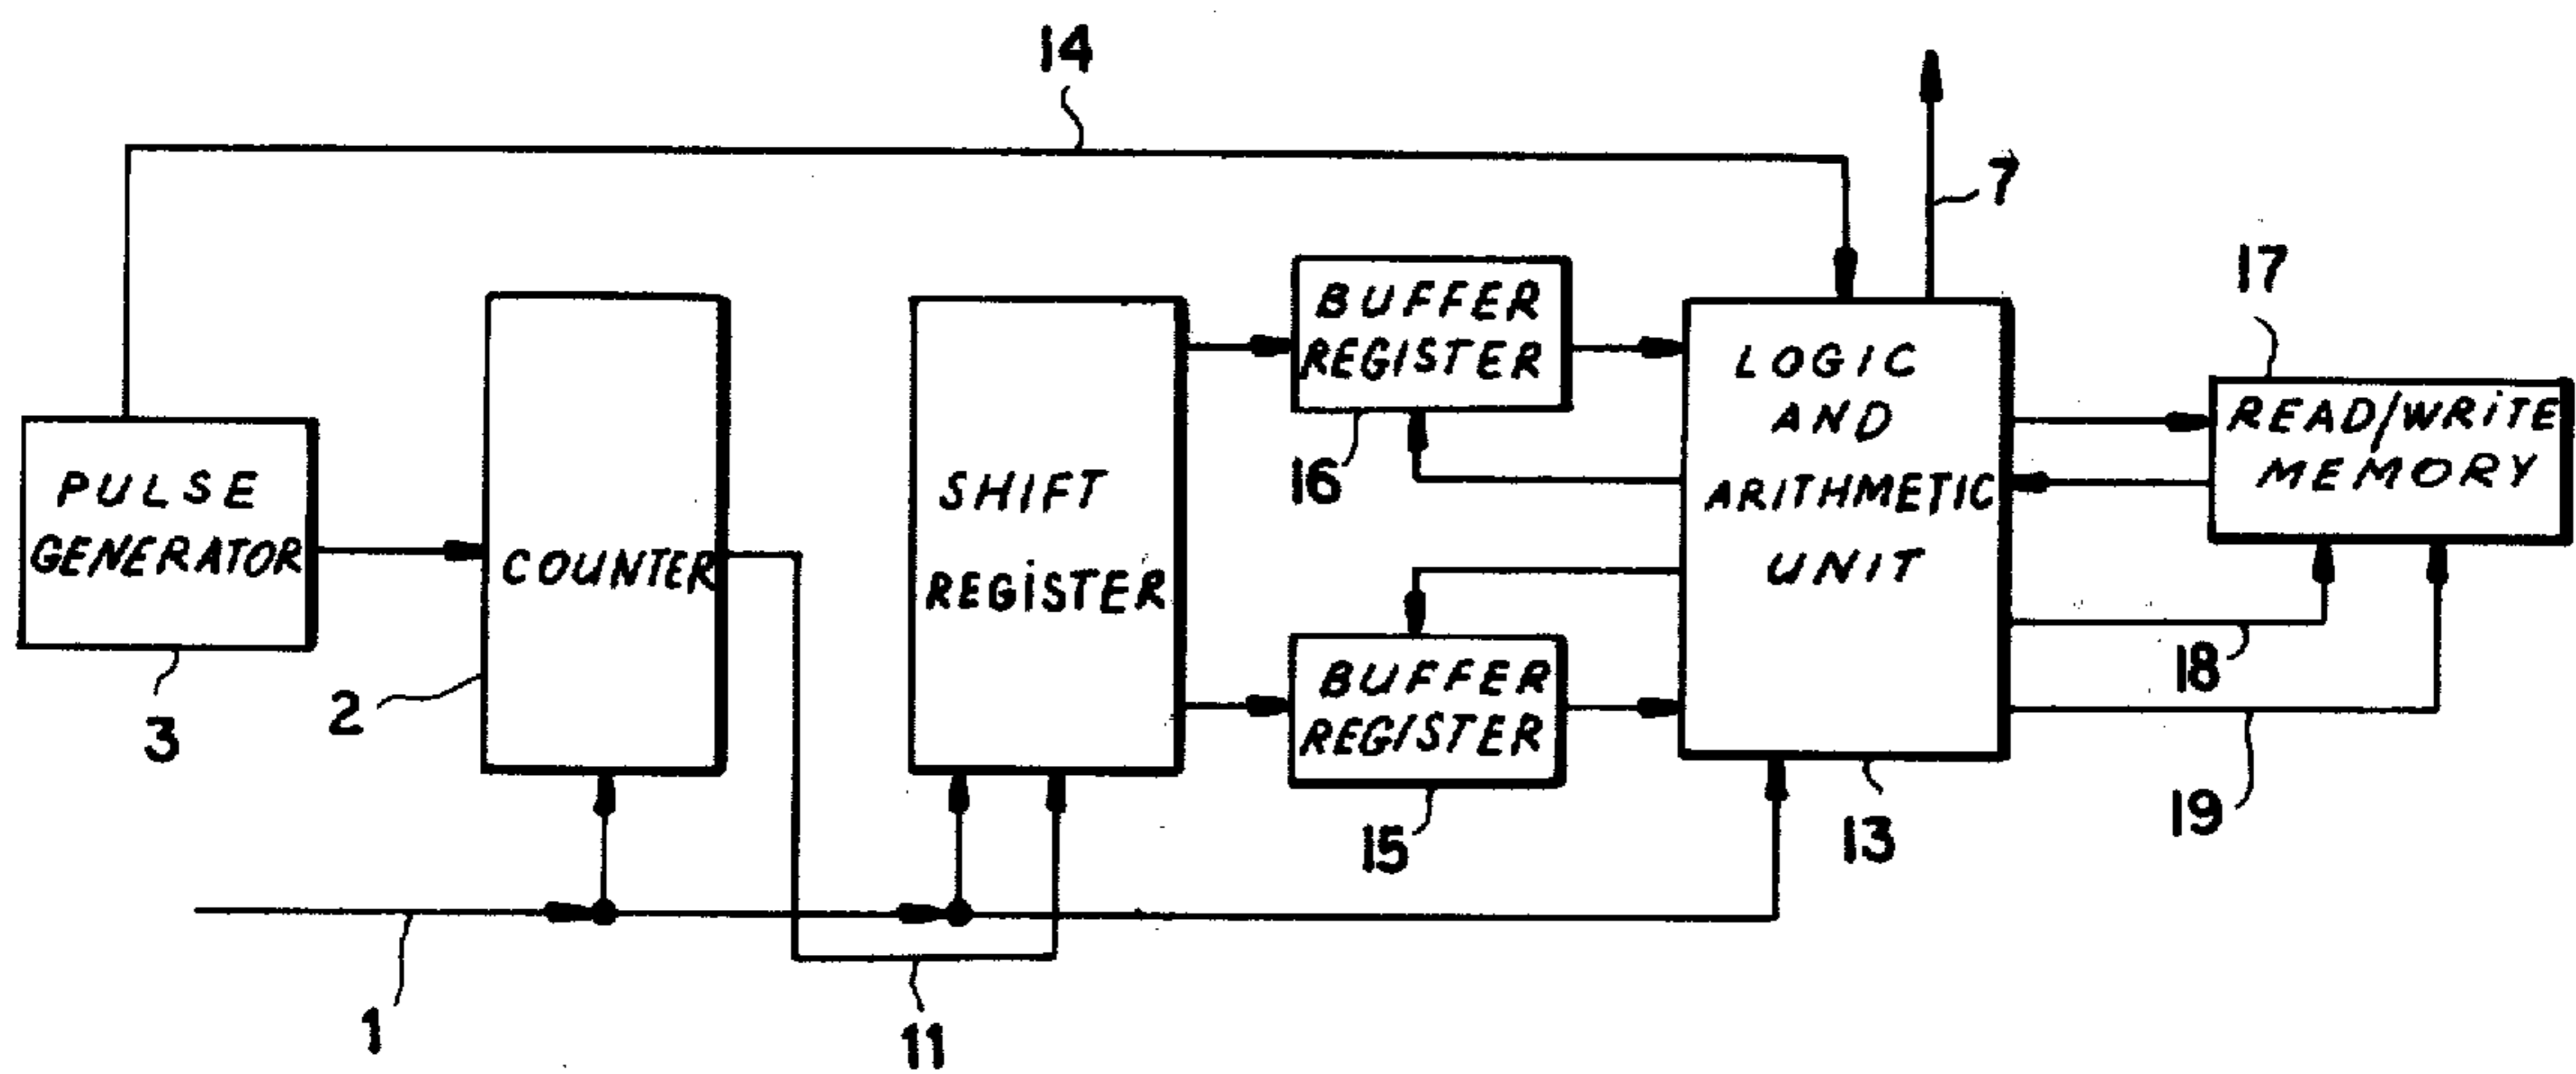 14
7
17
BUFFER
REGISTER
16
LOGIC
AND
ARITHMETIC
UNIT
READ/WRITE
MEMORY
PULSE
GENERATOR
3
COUNTER
2
SHIFT
REGISTER
BUFFER
REGISTER
15
13
18
19
1
11